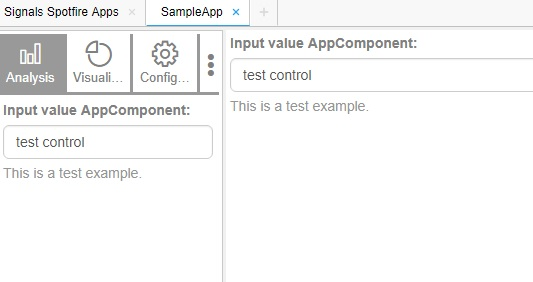 Signals Spotfire Apps × SampleApp × +
Analysis Visuali... Config...
Input value AppComponent:
test control
This is a test example.
Input value AppComponent:
test control
This is a test example.